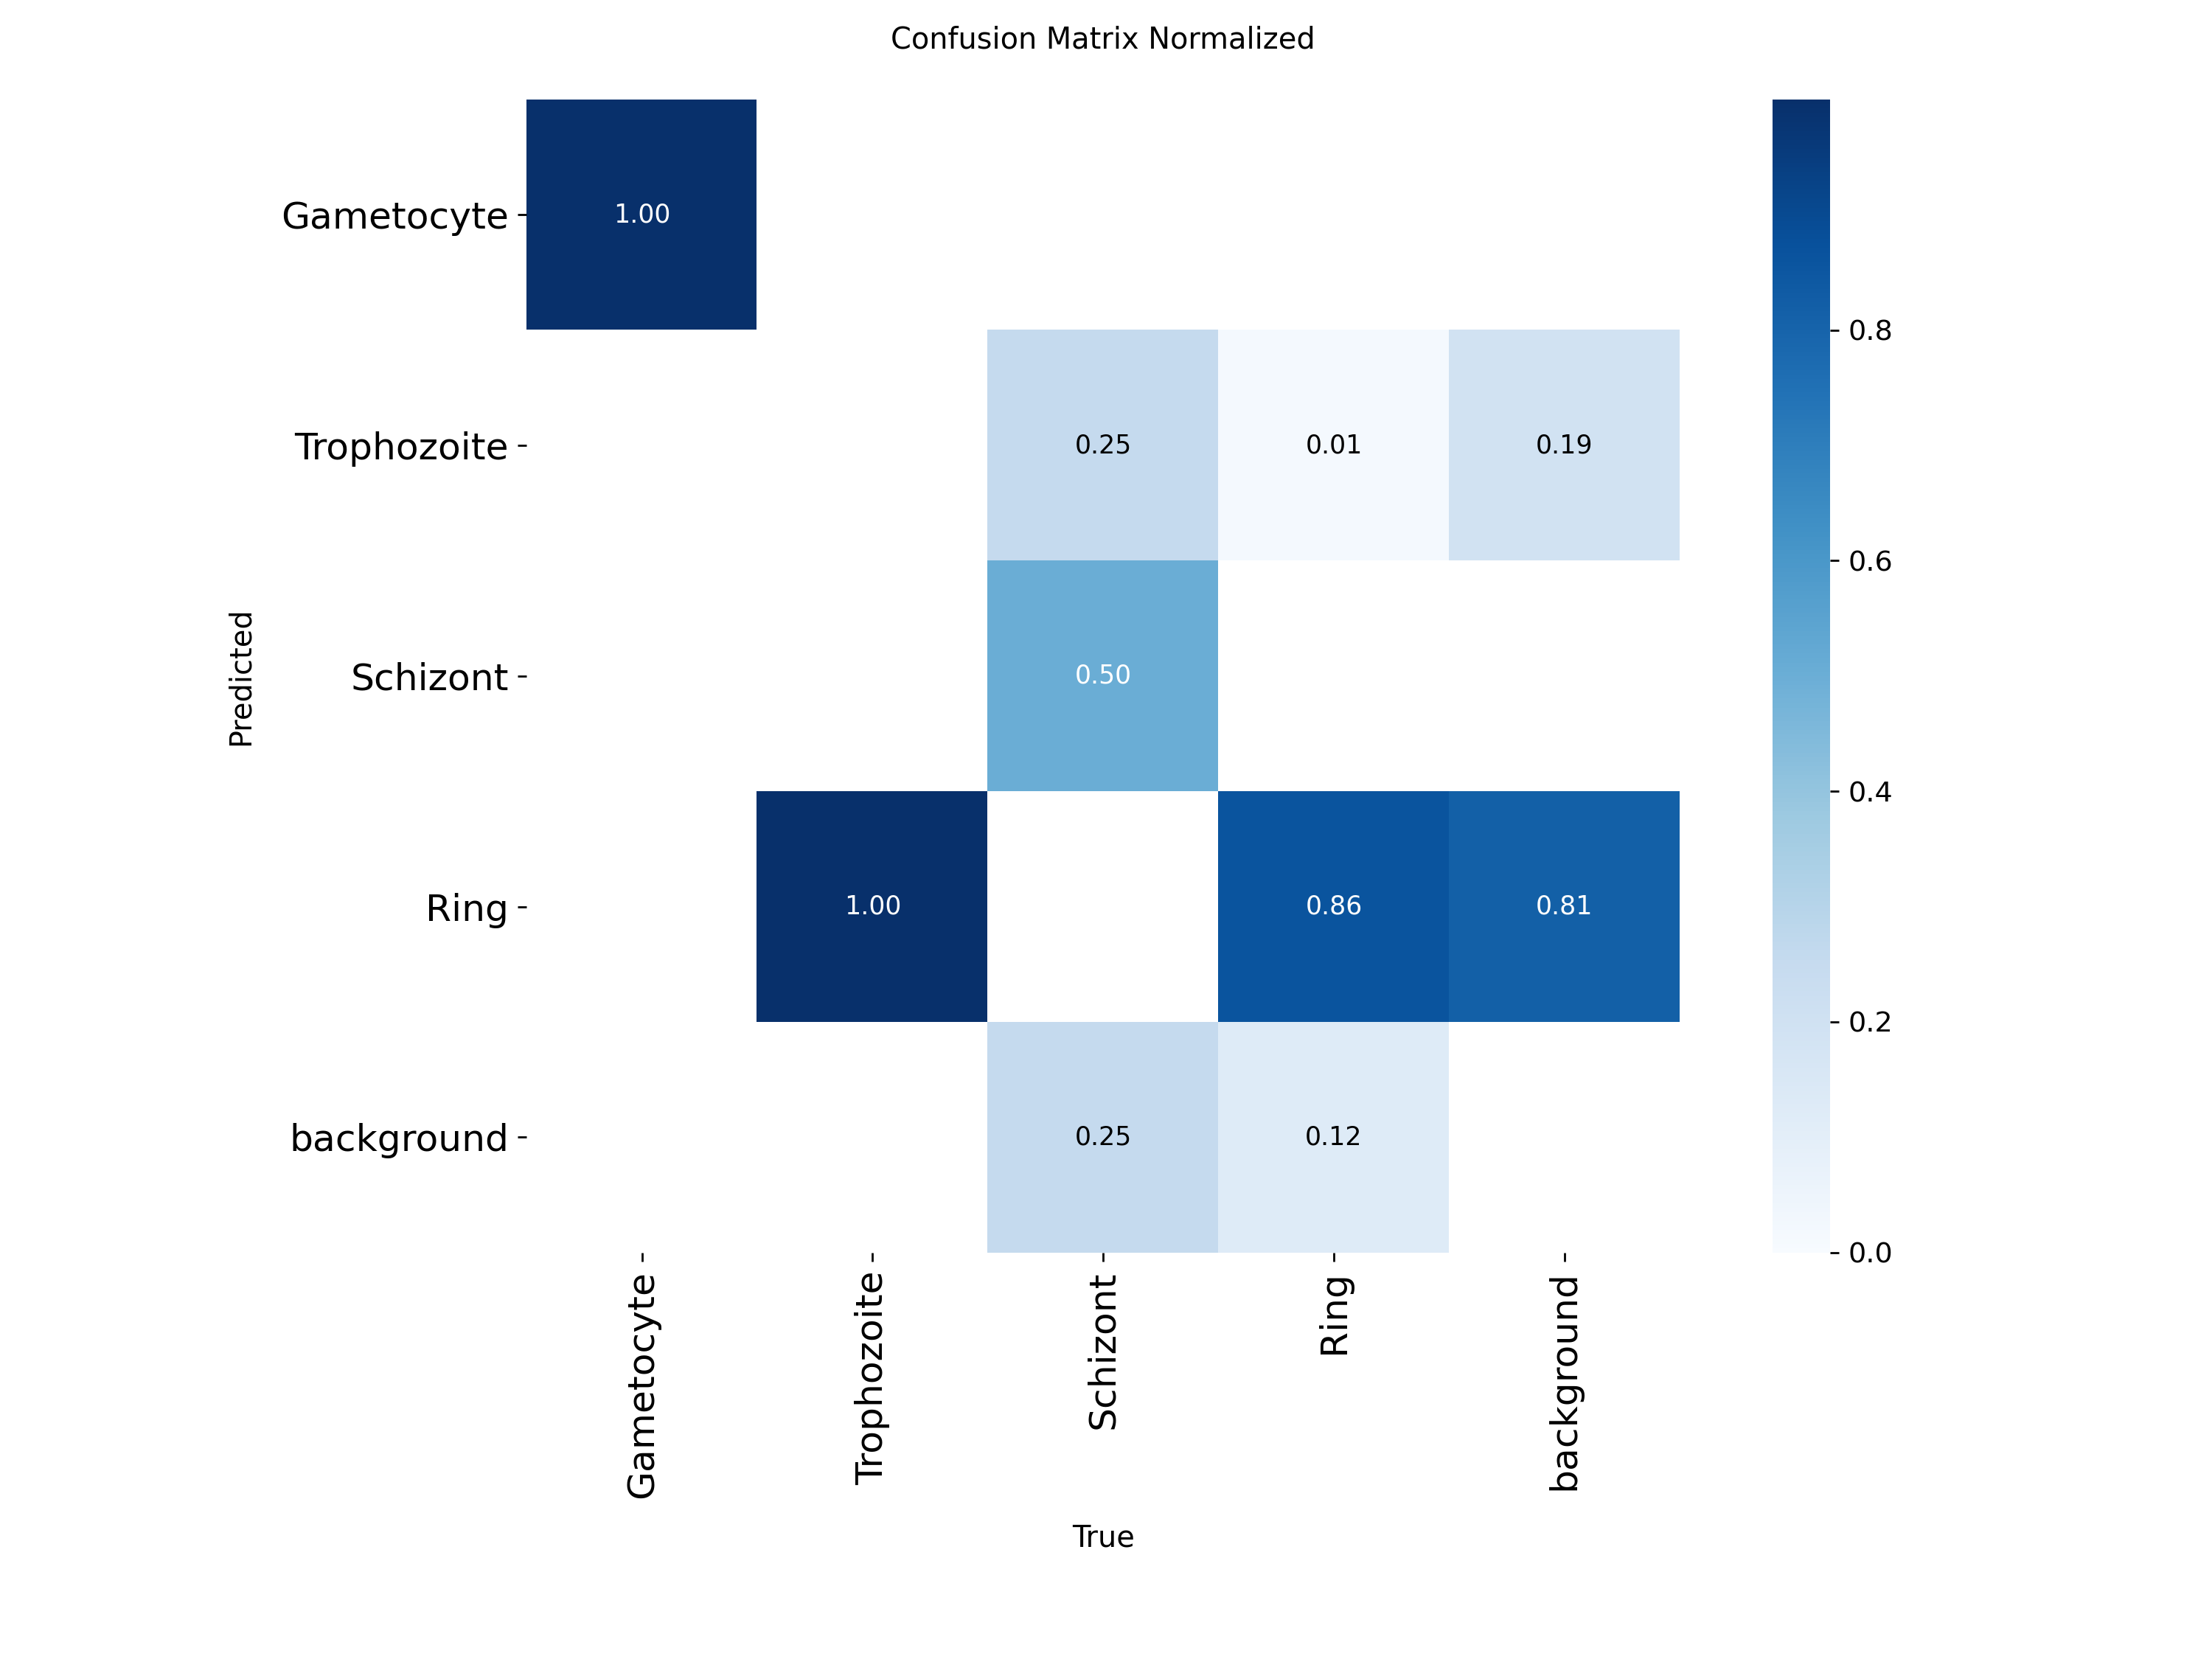 Confusion Matrix Normalized
Gametocyte
1.00
Trophozoite
0.25 0.01 0.19
Schizont
0.50
Ring
1.00 0.86 0.81
background
0.25 0.12
Predicted
Gametocyte
Trophozoite
Schizont
Ring
background
True
0.8
0.6
0.4
0.2
0.0